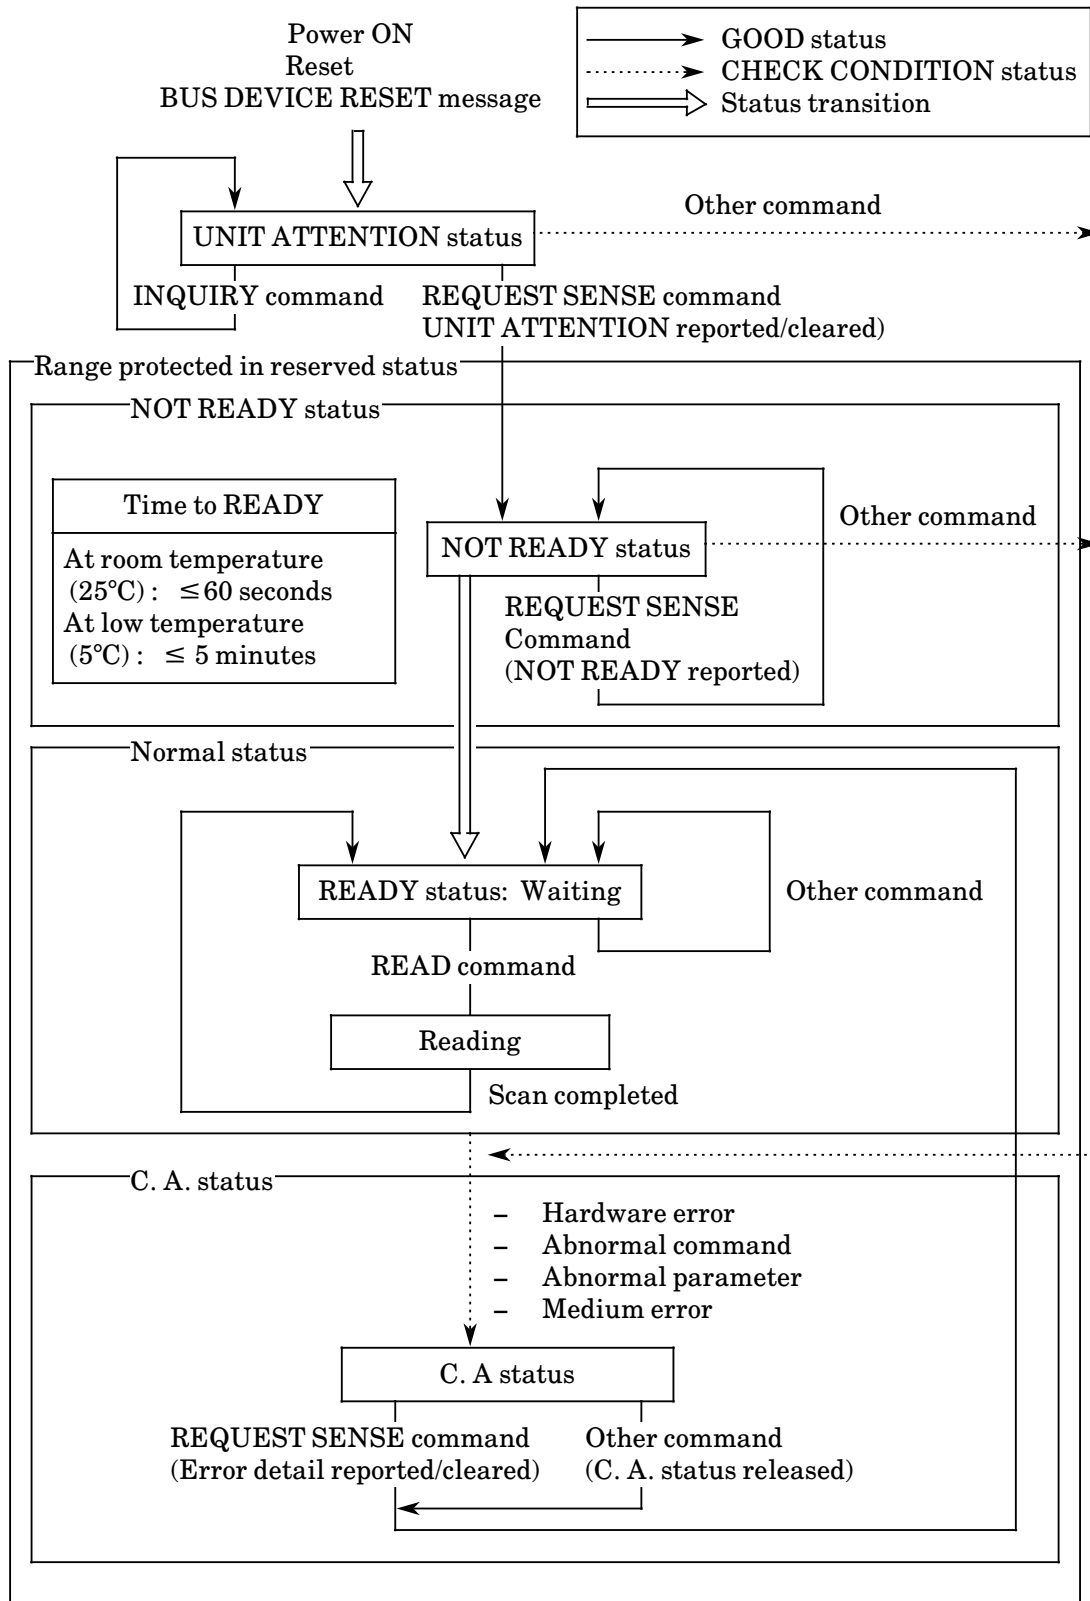 Power ON
Reset
BUS DEVICE RESET message
GOOD status
CHECK CONDITION status
Status transition
Other command
UNIT ATTENTION status
INQUIRY command
REQUEST SENSE command
UNIT ATTENTION reported/cleared)
Range protected in reserved status
NOT READY status
Time to READY
At room temperature
(25°C) : ≤60 seconds
At low temperature
(5°C) : ≤ 5 minutes
Other command
NOT READY status
REQUEST SENSE
Command
(NOT READY reported)
Normal status
READY status: Waiting
Other command
READ command
Reading
Scan completed
C. A. status
– Hardware error
– Abnormal command
– Abnormal parameter
– Medium error
C. A status
REQUEST SENSE command
(Error detail reported/cleared)
Other command
(C. A. status released)